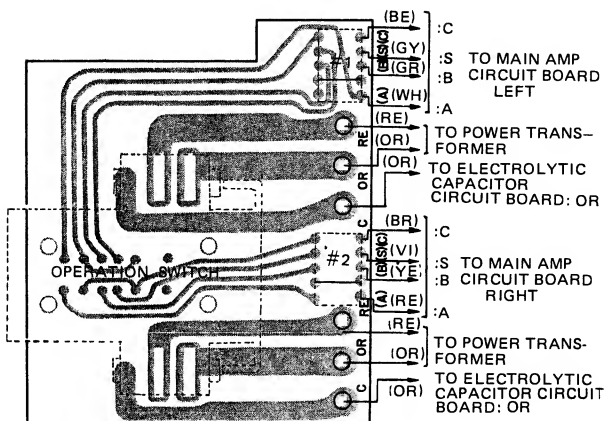 (BE) :C
(GY) :S
(GR) :B
(WH) :A
TO MAIN AMP
CIRCUIT BOARD
LEFT
#1
(B)(S)(C)
(A)
(RE)
(OR)
TO POWER TRANS–
FORMER
(OR)
TO ELECTROLYTIC
CAPACITOR
CIRCUIT BOARD: OR
RE
OR
C
(BR) :C
(VI) :S
(YE) :B
(RE) :A
TO MAIN AMP
CIRCUIT BOARD
RIGHT
#2
(B)(S)(C)
(A)
OPERATION SWITCH
(RE)
(OR)
TO POWER TRANS-
FORMER
(OR)
TO ELECTROLYTIC
CAPACITOR CIRCUIT
BOARD: OR
RE
OR
C